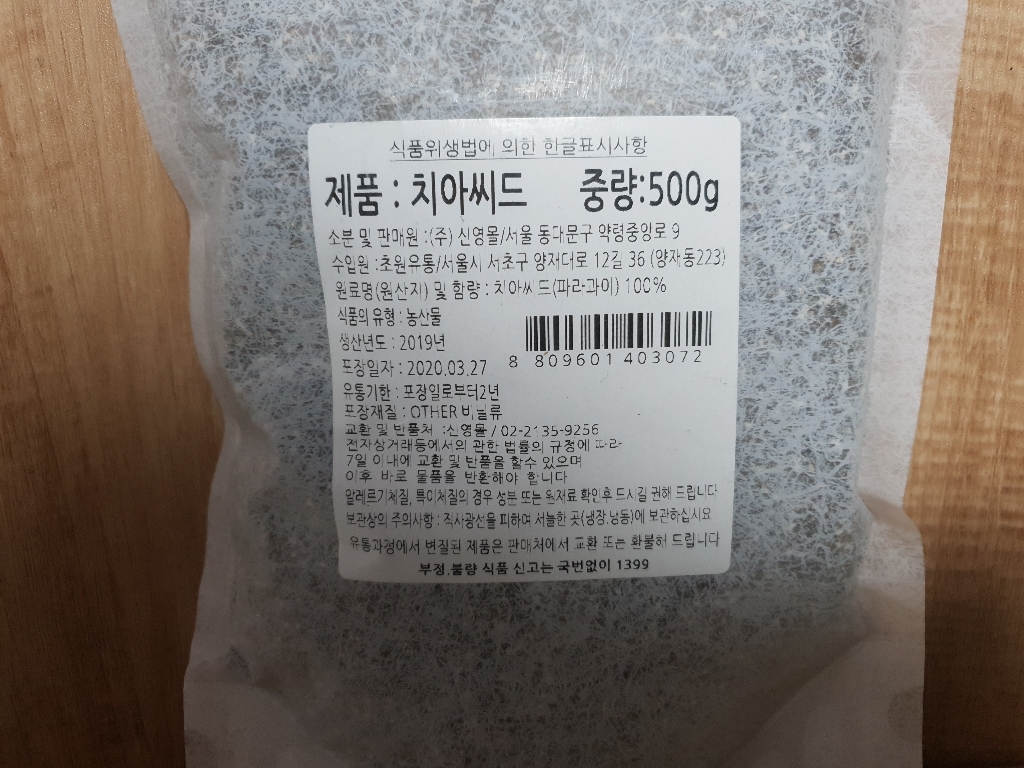 식품위생법에 의한 한글표시사항
제품 : 치아씨드 중량:500g
소분 및 판매원 :(주) 신영몰/서울 동대문구 약령중앙로 9
수입원 :초원유통/서울시 서초구 양재대로 12길 36 (양재동223)
원료명(원산지) 및 함량 : 치아씨드(파라과이) 100%
식품의 유형 : 농산물
생산년도 : 2019년
포장일자 : 2020.03.27
8 809601 403072
유통기한 : 포장일로부터2년
포장재질 : OTHER 비닐류
교환 및 반품처 :신영몰 / 02-2135-9256
전자상거래등에서의 관한 법률의 규정에 따라
7일 이내에 교환 및 반품을 할수 있으며
이후 바로 물품을 반환해야 합니다
알레르기체질, 특이체질의 경우 성분 또는 원재료 확인후 드시길 권해 드립니다
보관상의 주의사항 : 직사광선을 피하여 서늘한 곳(냉장.냉동)에 보관하십시요
유통과정에서 변질된 제품은 판매처에서 교환 또는 환불해 드립니다
부정.불량 식품 신고는 국번없이 1399